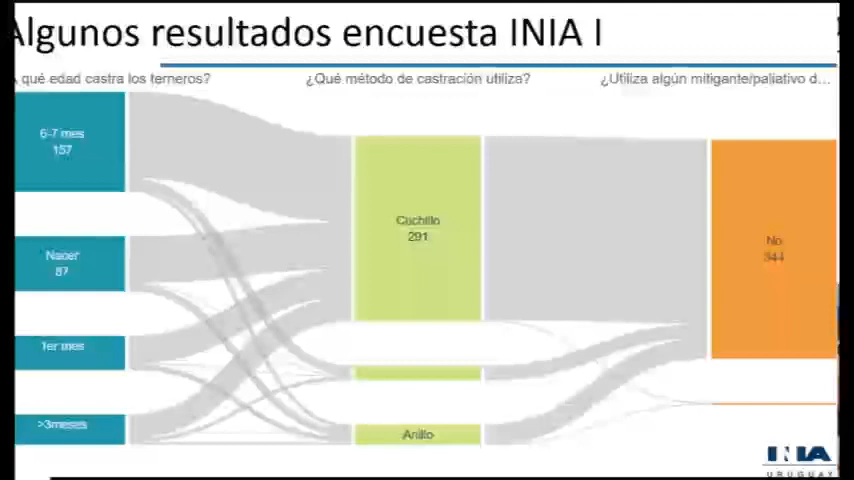 Algunos resultados encuesta INIA I
A qué edad castra los terneros?
¿Qué método de castración utiliza?
¿Utiliza algún mitigante/paliativo d...
6-7 mes
157
Nacer
87
1er mes
>3meses
Cuchillo
291
Anillo
No
344
INIA
URUGUAY